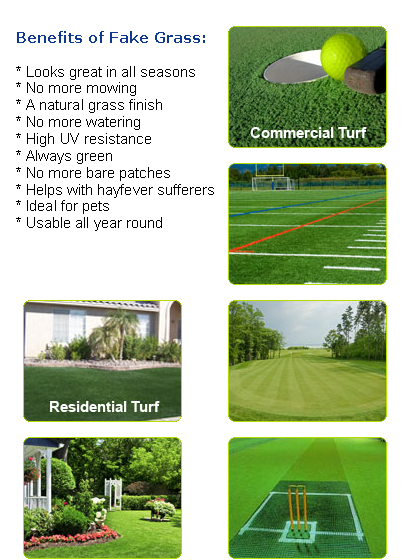 Benefits of Fake Grass:
* Looks great in all seasons
* No more mowing
* A natural grass finish
* No more watering
* High UV resistance
* Always green
* No more bare patches
* Helps with hayfever sufferers
* Ideal for pets
* Usable all year round
Commercial Turf
Residential Turf